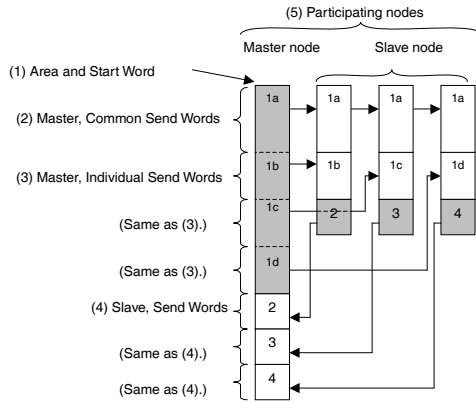 (5) Participating nodes
Master node Slave node
(1) Area and Start Word
1a 1a 1a 1a
(2) Master, Common Send Words
1b 1b 1c 1d
(3) Master, Individual Send Words
1c 2 3 4
(Same as (3).)
1d
(Same as (3).)
(4) Slave, Send Words 2
(Same as (4).) 3
(Same as (4).) 4